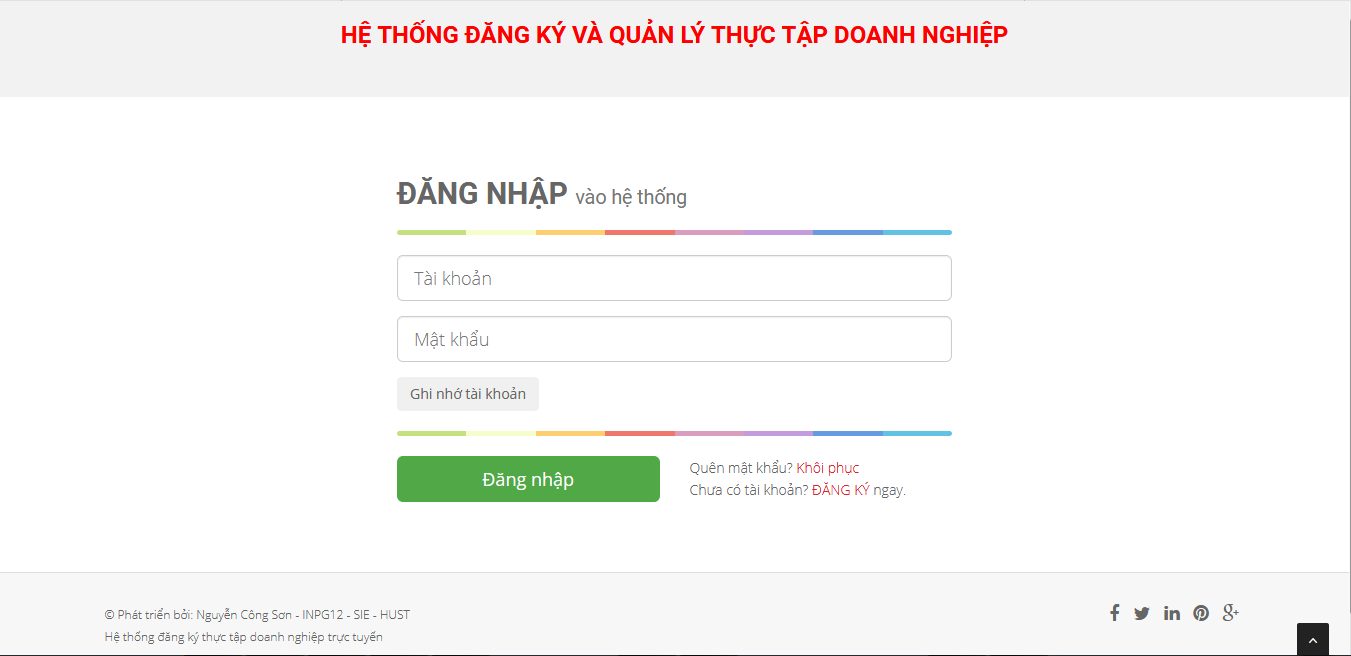 HỆ THỐNG ĐĂNG KÝ VÀ QUẢN LÝ THỰC TẬP DOANH NGHIỆP
ĐĂNG NHẬP vào hệ thống
Tài khoản
Mật khẩu
Ghi nhớ tài khoản
Đăng nhập
Quên mật khẩu? Khôi phục
Chưa có tài khoản? ĐĂNG KÝ ngay.
© Phát triển bởi: Nguyễn Công Sơn - INPG12 - SIE - HUST
Hệ thống đăng ký thực tập doanh nghiệp trực tuyến